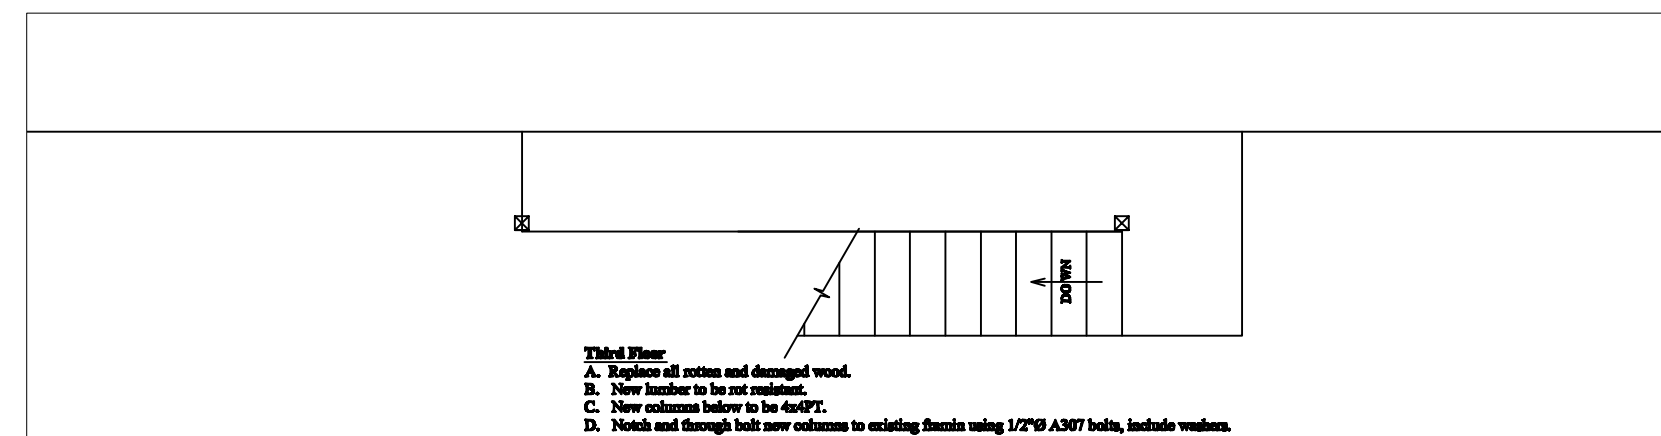 DOWN
Third Floor
A. Replace all rotten and damaged wood.
B. New lumber to be rot resistant.
C. New columns below to be 4x4PT.
D. Notch and through bolt new columns to existing framin using 1/2"Ø A307 bolts, include washers.